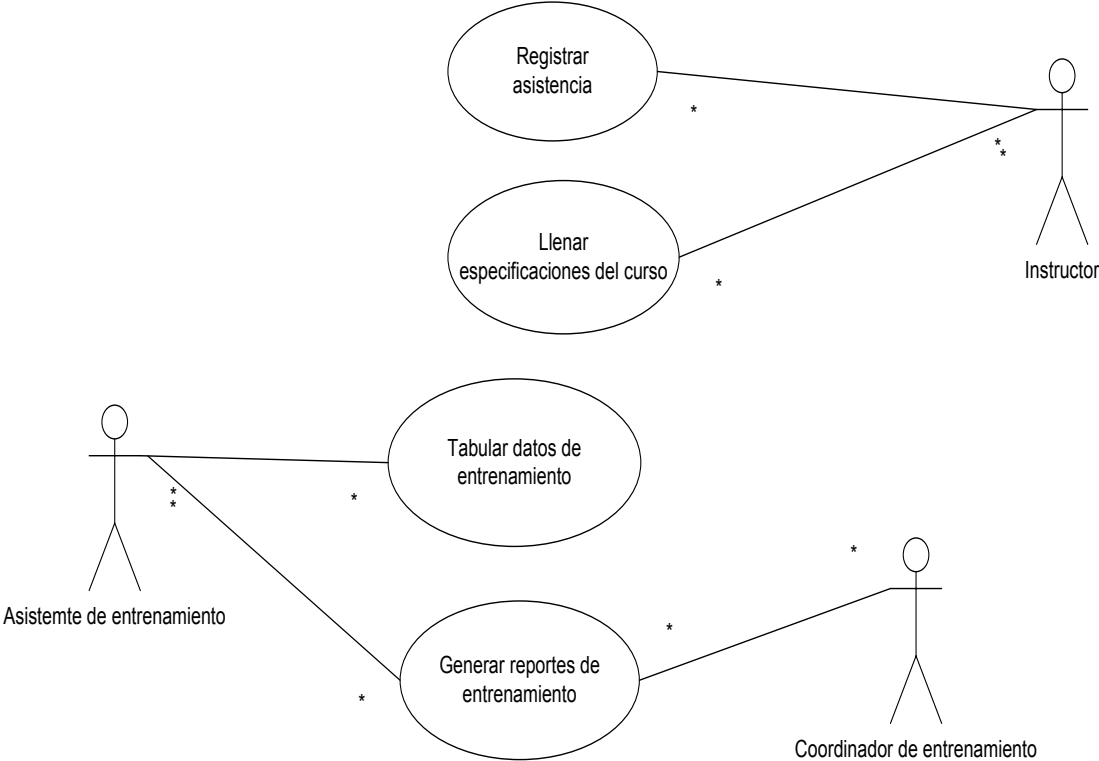 Registrar
asistencia
*
*
*
Llenar
especificaciones del curso
*
Instructor
Tabular datos de
entrenamiento
*
*
*
Asistemte de entrenamiento
*
*
Generar reportes de
entrenamiento
*
Coordinador de entrenamiento